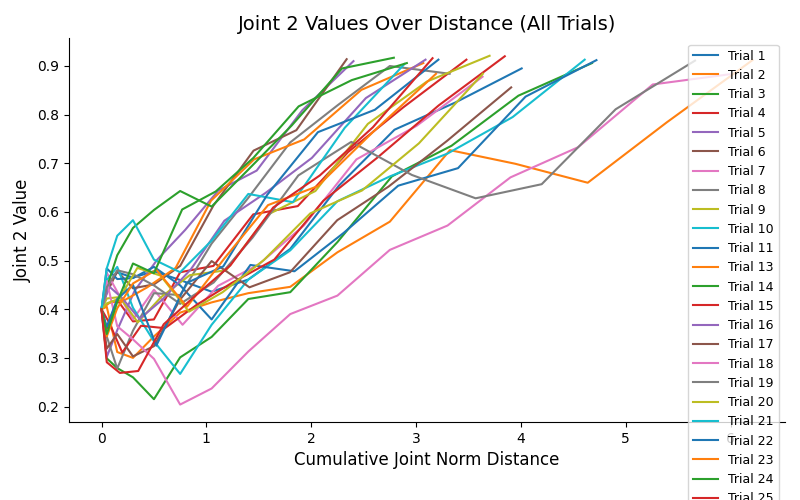 Joint 2 Values Over Distance (All Trials)
Joint 2 Value
0.9
0.8
0.7
0.6
0.5
0.4
0.3
0.2
0
1
2
3
4
5
6
Cumulative Joint Norm Distance
Trial 1
Trial 2
Trial 3
Trial 4
Trial 5
Trial 6
Trial 7
Trial 8
Trial 9
Trial 10
Trial 11
Trial 13
Trial 14
Trial 15
Trial 16
Trial 17
Trial 18
Trial 19
Trial 20
Trial 21
Trial 22
Trial 23
Trial 24
Trial 25